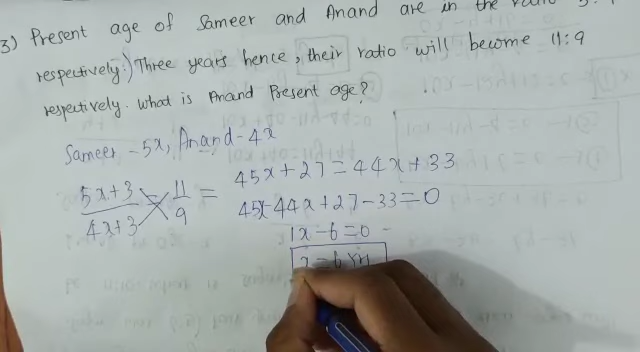 3) Present age of Sameer and Anand are in the ratio 5:4
respectively.) Three years hence, their ratio will become 11:9
respectively. What is Anand Present age?
Sameer - 5x, Anand - 4x
5x+3/4x+3 = 11/9 = 45x+27=44x+33
45x-44x+27-33=0
1x-6=0
x=6